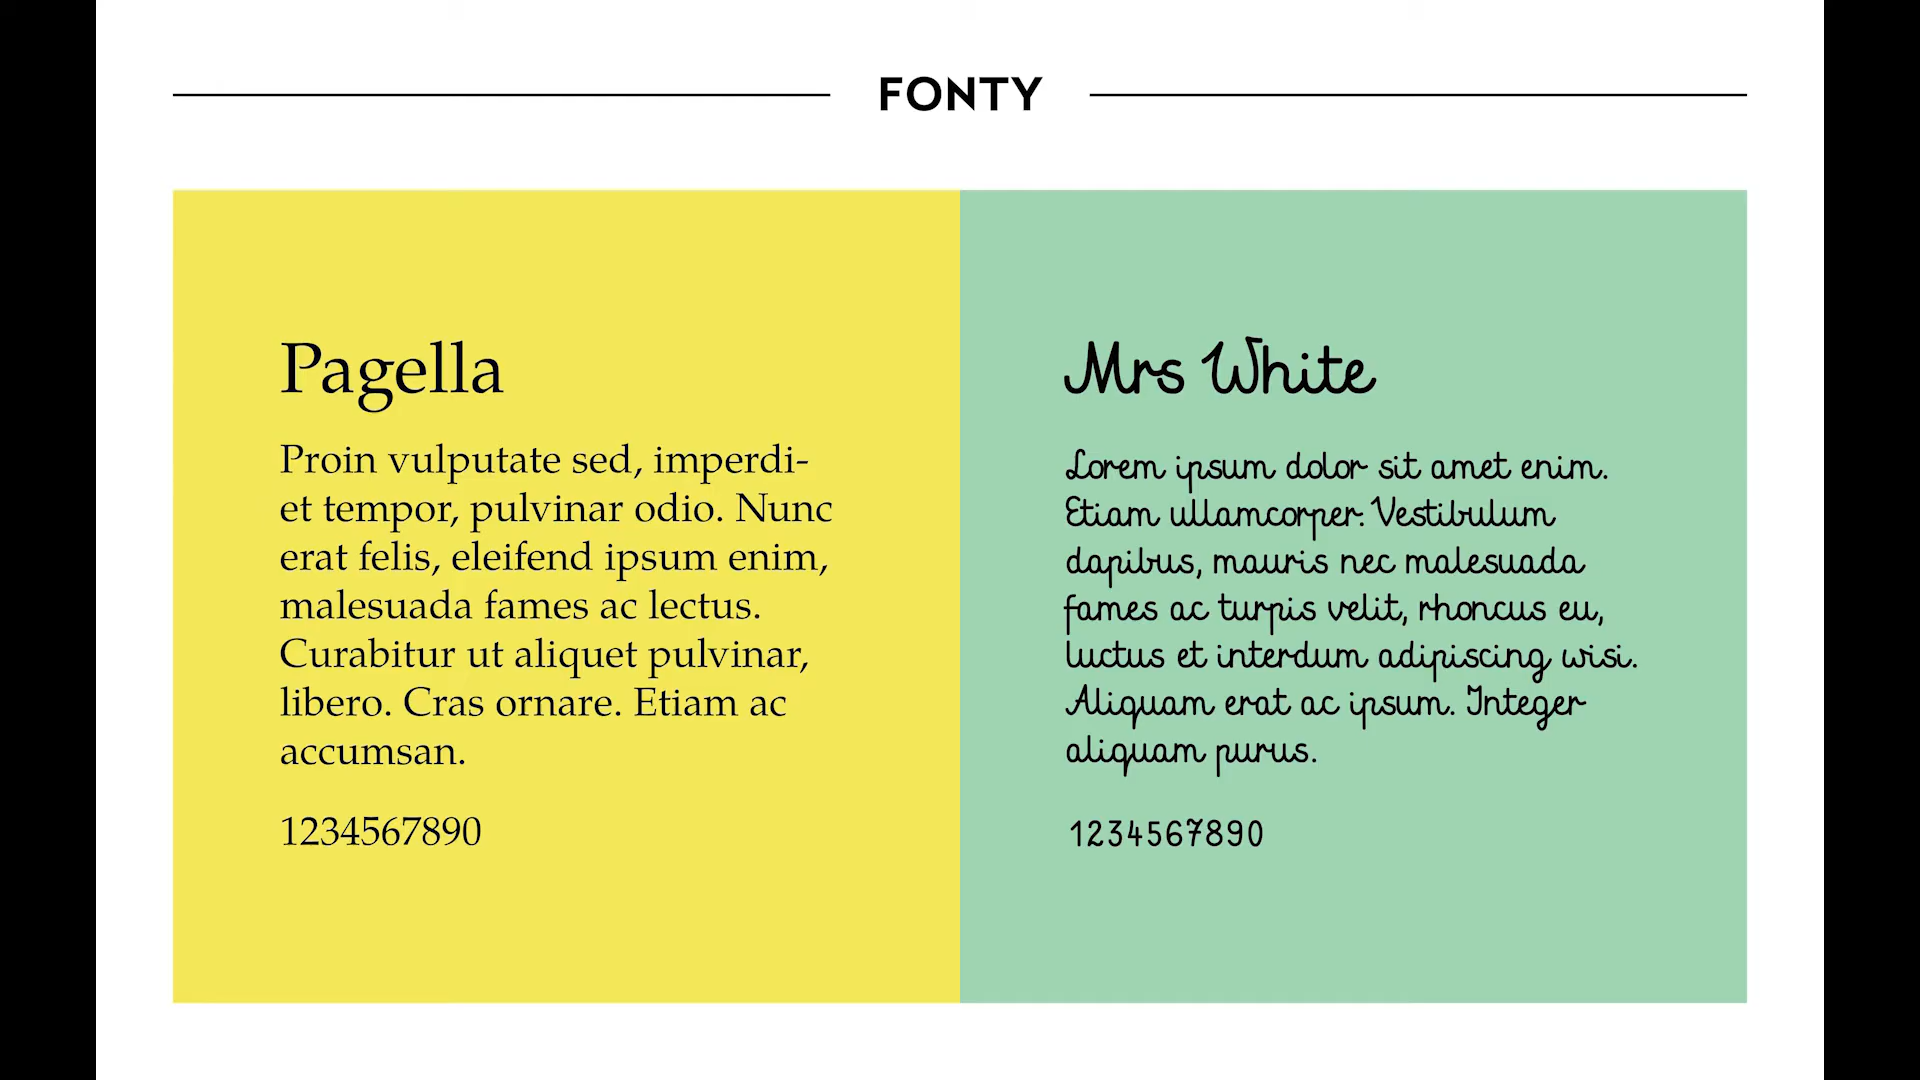 FONTY
Pagella
Proin vulputate sed, imperdi-
et tempor, pulvinar odio. Nunc
erat felis, eleifend ipsum enim,
malesuada fames ac lectus.
Curabitur ut aliquet pulvinar,
libero. Cras ornare. Etiam ac
accumsan.
1234567890
Mrs White
Lorem ipsum dolor sit amet enim.
Etiam ullamcorper. Vestibulum
dapibus, mauris nec malesuada
fames ac turpis velit, rhoncus eu,
luctus et interdum adipiscing wisi.
Aliquam erat ac ipsum. Integer
aliquam purus.
1234567890